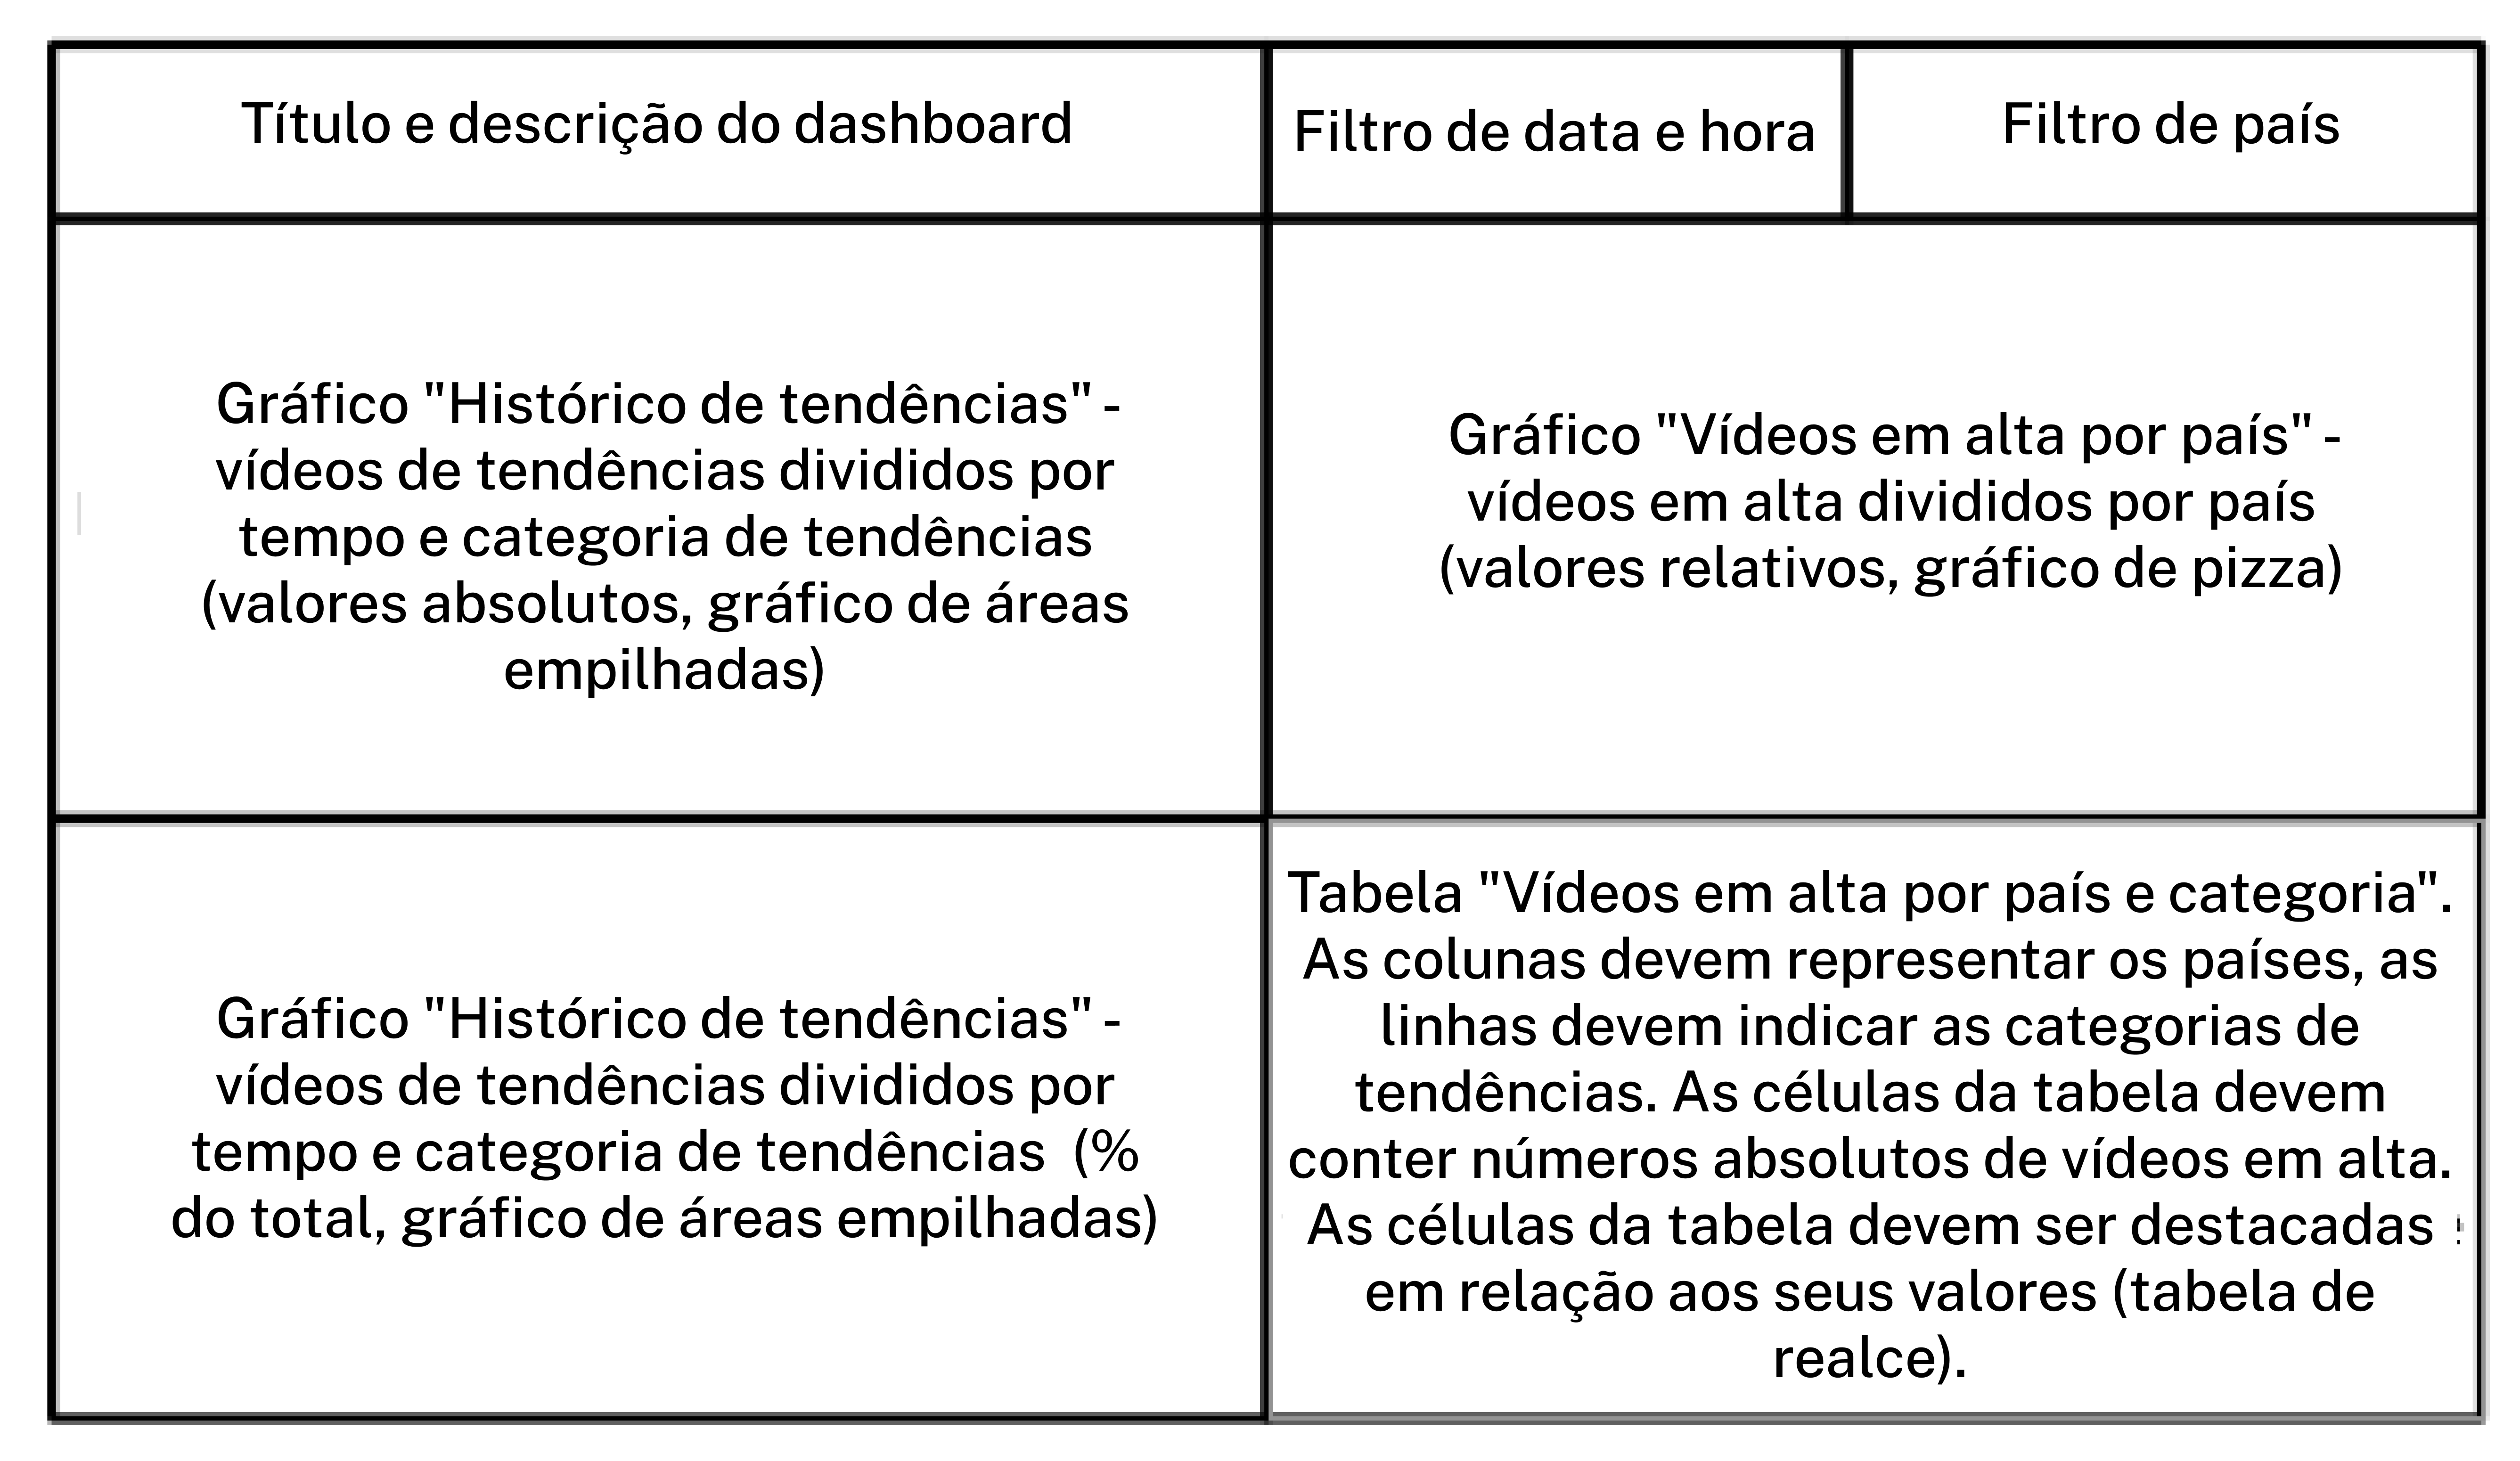 Título e descrição do dashboard
Filtro de data e hora
Filtro de país
Gráfico "Histórico de tendências" -
vídeos de tendências divididos por
tempo e categoria de tendências
(valores absolutos, gráfico de áreas
empilhadas)
Gráfico "Vídeos em alta por país" -
vídeos em alta divididos por país
(valores relativos, gráfico de pizza)
Gráfico "Histórico de tendências" -
vídeos de tendências divididos por
tempo e categoria de tendências (%
do total, gráfico de áreas empilhadas)
Tabela "Vídeos em alta por país e categoria".
As colunas devem representar os países, as
linhas devem indicar as categorias de
tendências. As células da tabela devem
conter números absolutos de vídeos em alta.
As células da tabela devem ser destacadas
em relação aos seus valores (tabela de
realce).